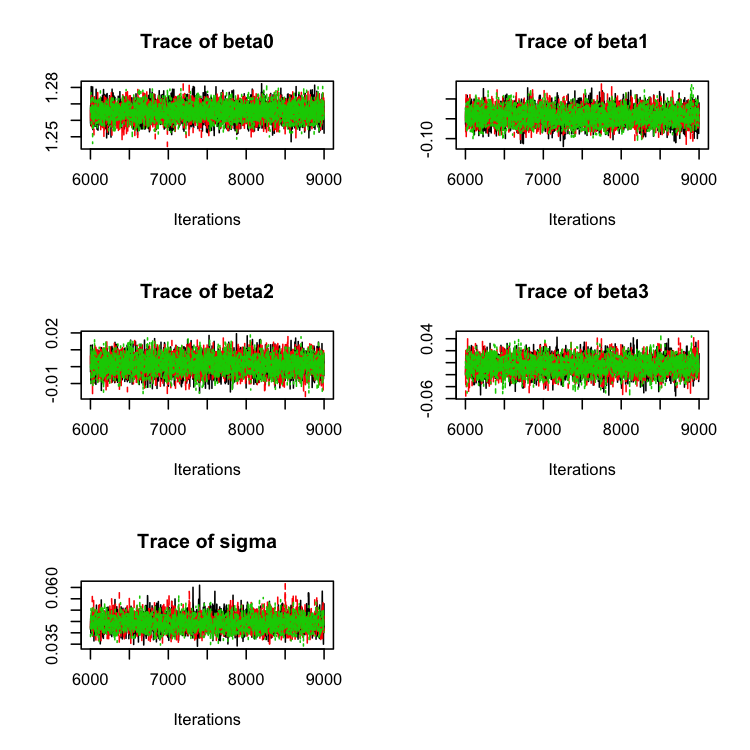 Trace of beta0
1.28
1.25
6000 7000 8000 9000
Iterations
Trace of beta1
-0.10
6000 7000 8000 9000
Iterations
Trace of beta2
0.02
-0.01
6000 7000 8000 9000
Iterations
Trace of beta3
0.04
-0.06
6000 7000 8000 9000
Iterations
Trace of sigma
0.060
0.035
6000 7000 8000 9000
Iterations